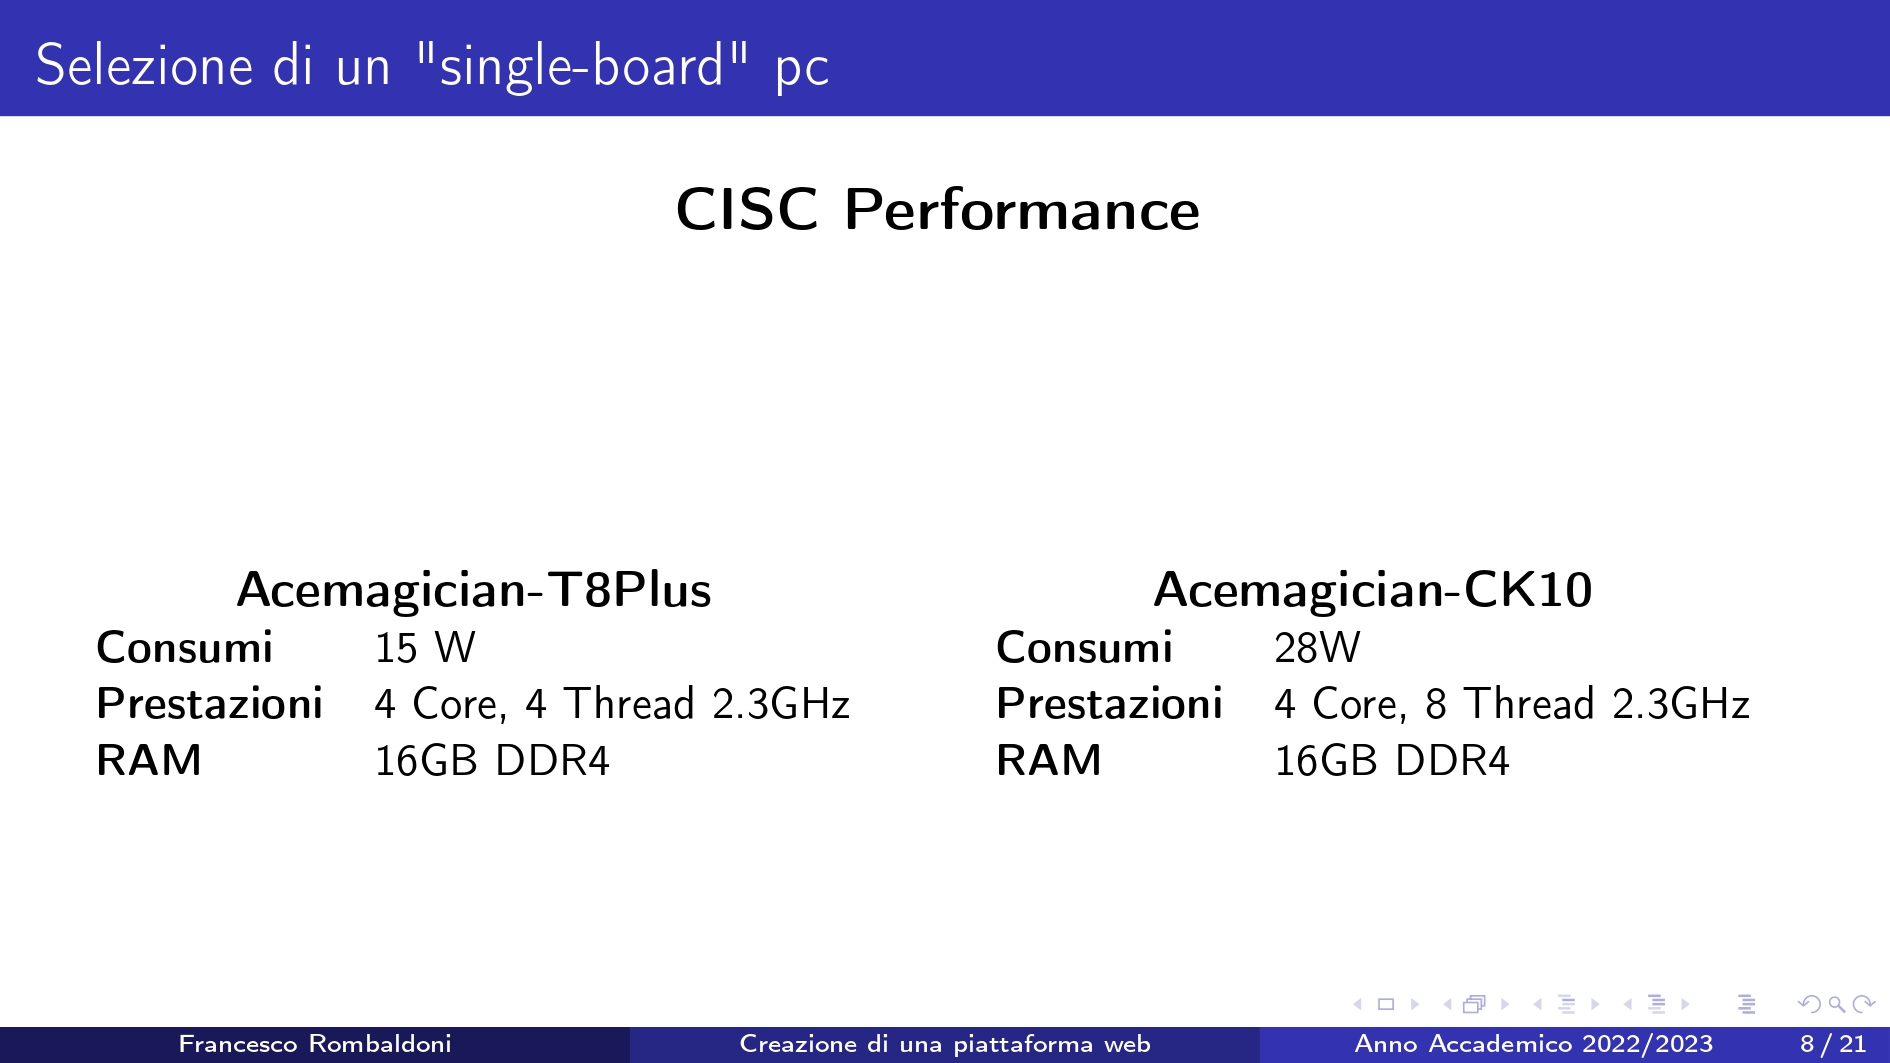 Selezione di un "single-board" pc
CISC Performance
Acemagician-T8Plus
Consumi 15 W
Prestazioni 4 Core, 4 Thread 2.3GHz
RAM 16GB DDR4
Acemagician-CK10
Consumi 28W
Prestazioni 4 Core, 8 Thread 2.3GHz
RAM 16GB DDR4
Francesco Rombaldoni Creazione di una piattaforma web Anno Accademico 2022/2023 8 / 21